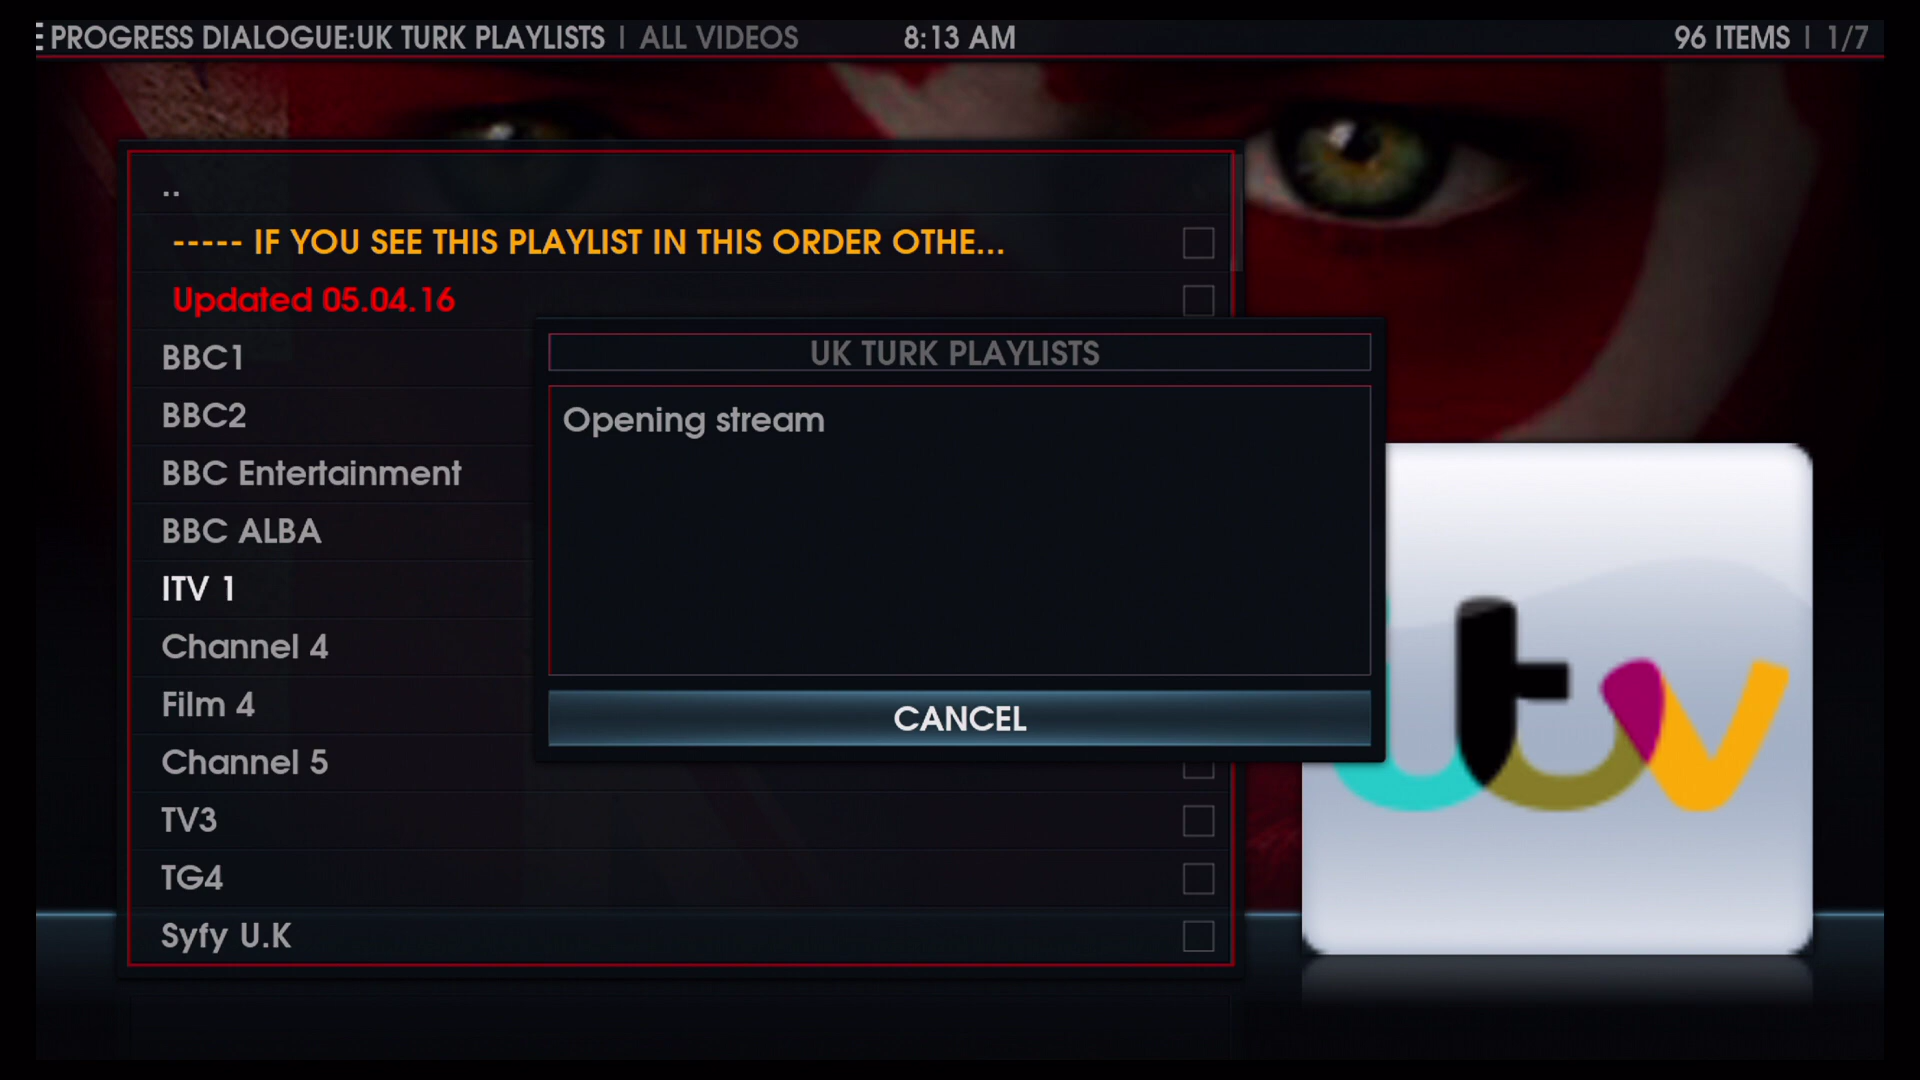 PROGRESS DIALOGUE:UK TURK PLAYLISTS | ALL VIDEOS
8:13 AM
96 ITEMS | 1/7
..
----- IF YOU SEE THIS PLAYLIST IN THIS ORDER OTHE...
Updated 05.04.16
BBC1
BBC2
BBC Entertainment
BBC ALBA
ITV 1
Channel 4
Film 4
Channel 5
TV3
TG4
Syfy U.K
UK TURK PLAYLISTS
Opening stream
CANCEL
itv